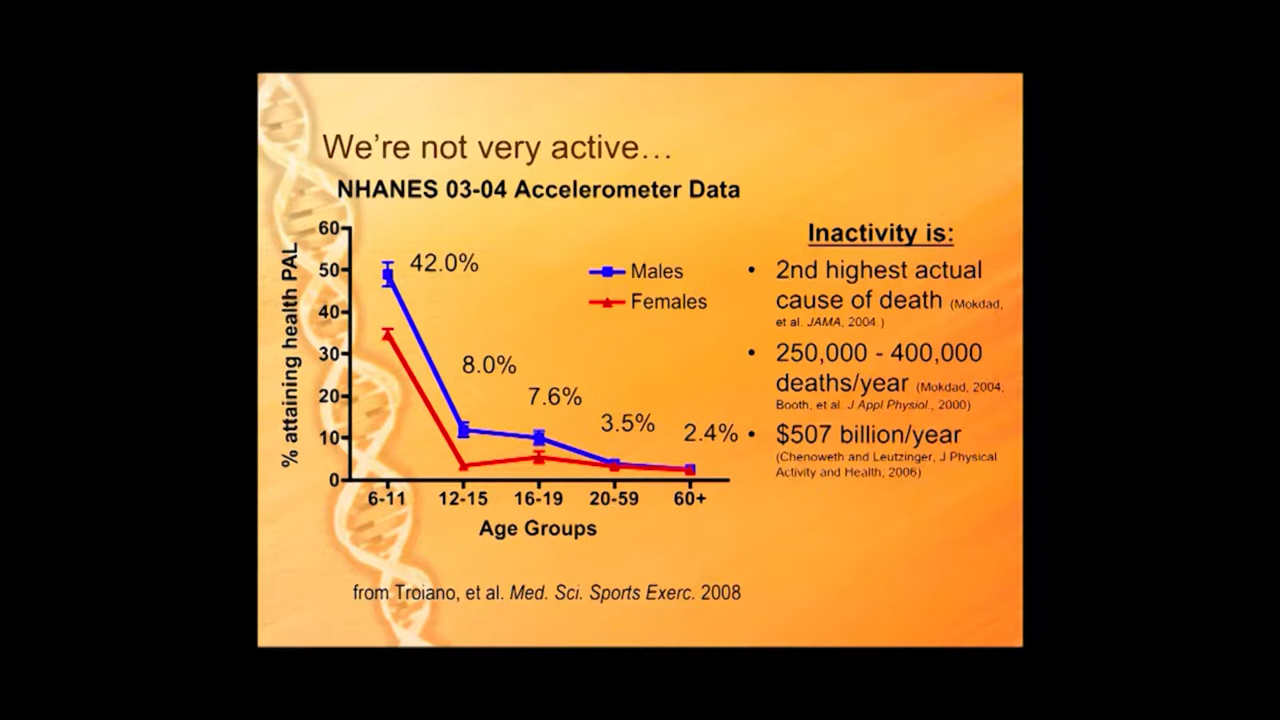 We're not very active…
NHANES 03-04 Accelerometer Data
% attaining health PAL
60
50
40
30
20
10
0
42.0%
8.0%
7.6%
3.5%
2.4%
Males
Females
6-11
12-15
16-19
20-59
60+
Age Groups
from Troiano, et al. Med. Sci. Sports Exerc. 2008
Inactivity is:
• 2nd highest actual
cause of death (Mokdad,
et al. JAMA, 2004.)
• 250,000 - 400,000
deaths/year (Mokdad, 2004,
Booth, et al. J Appl Physiol., 2000)
• $507 billion/year
(Chenoweth and Leutzinger, J Physical
Activity and Health, 2006)